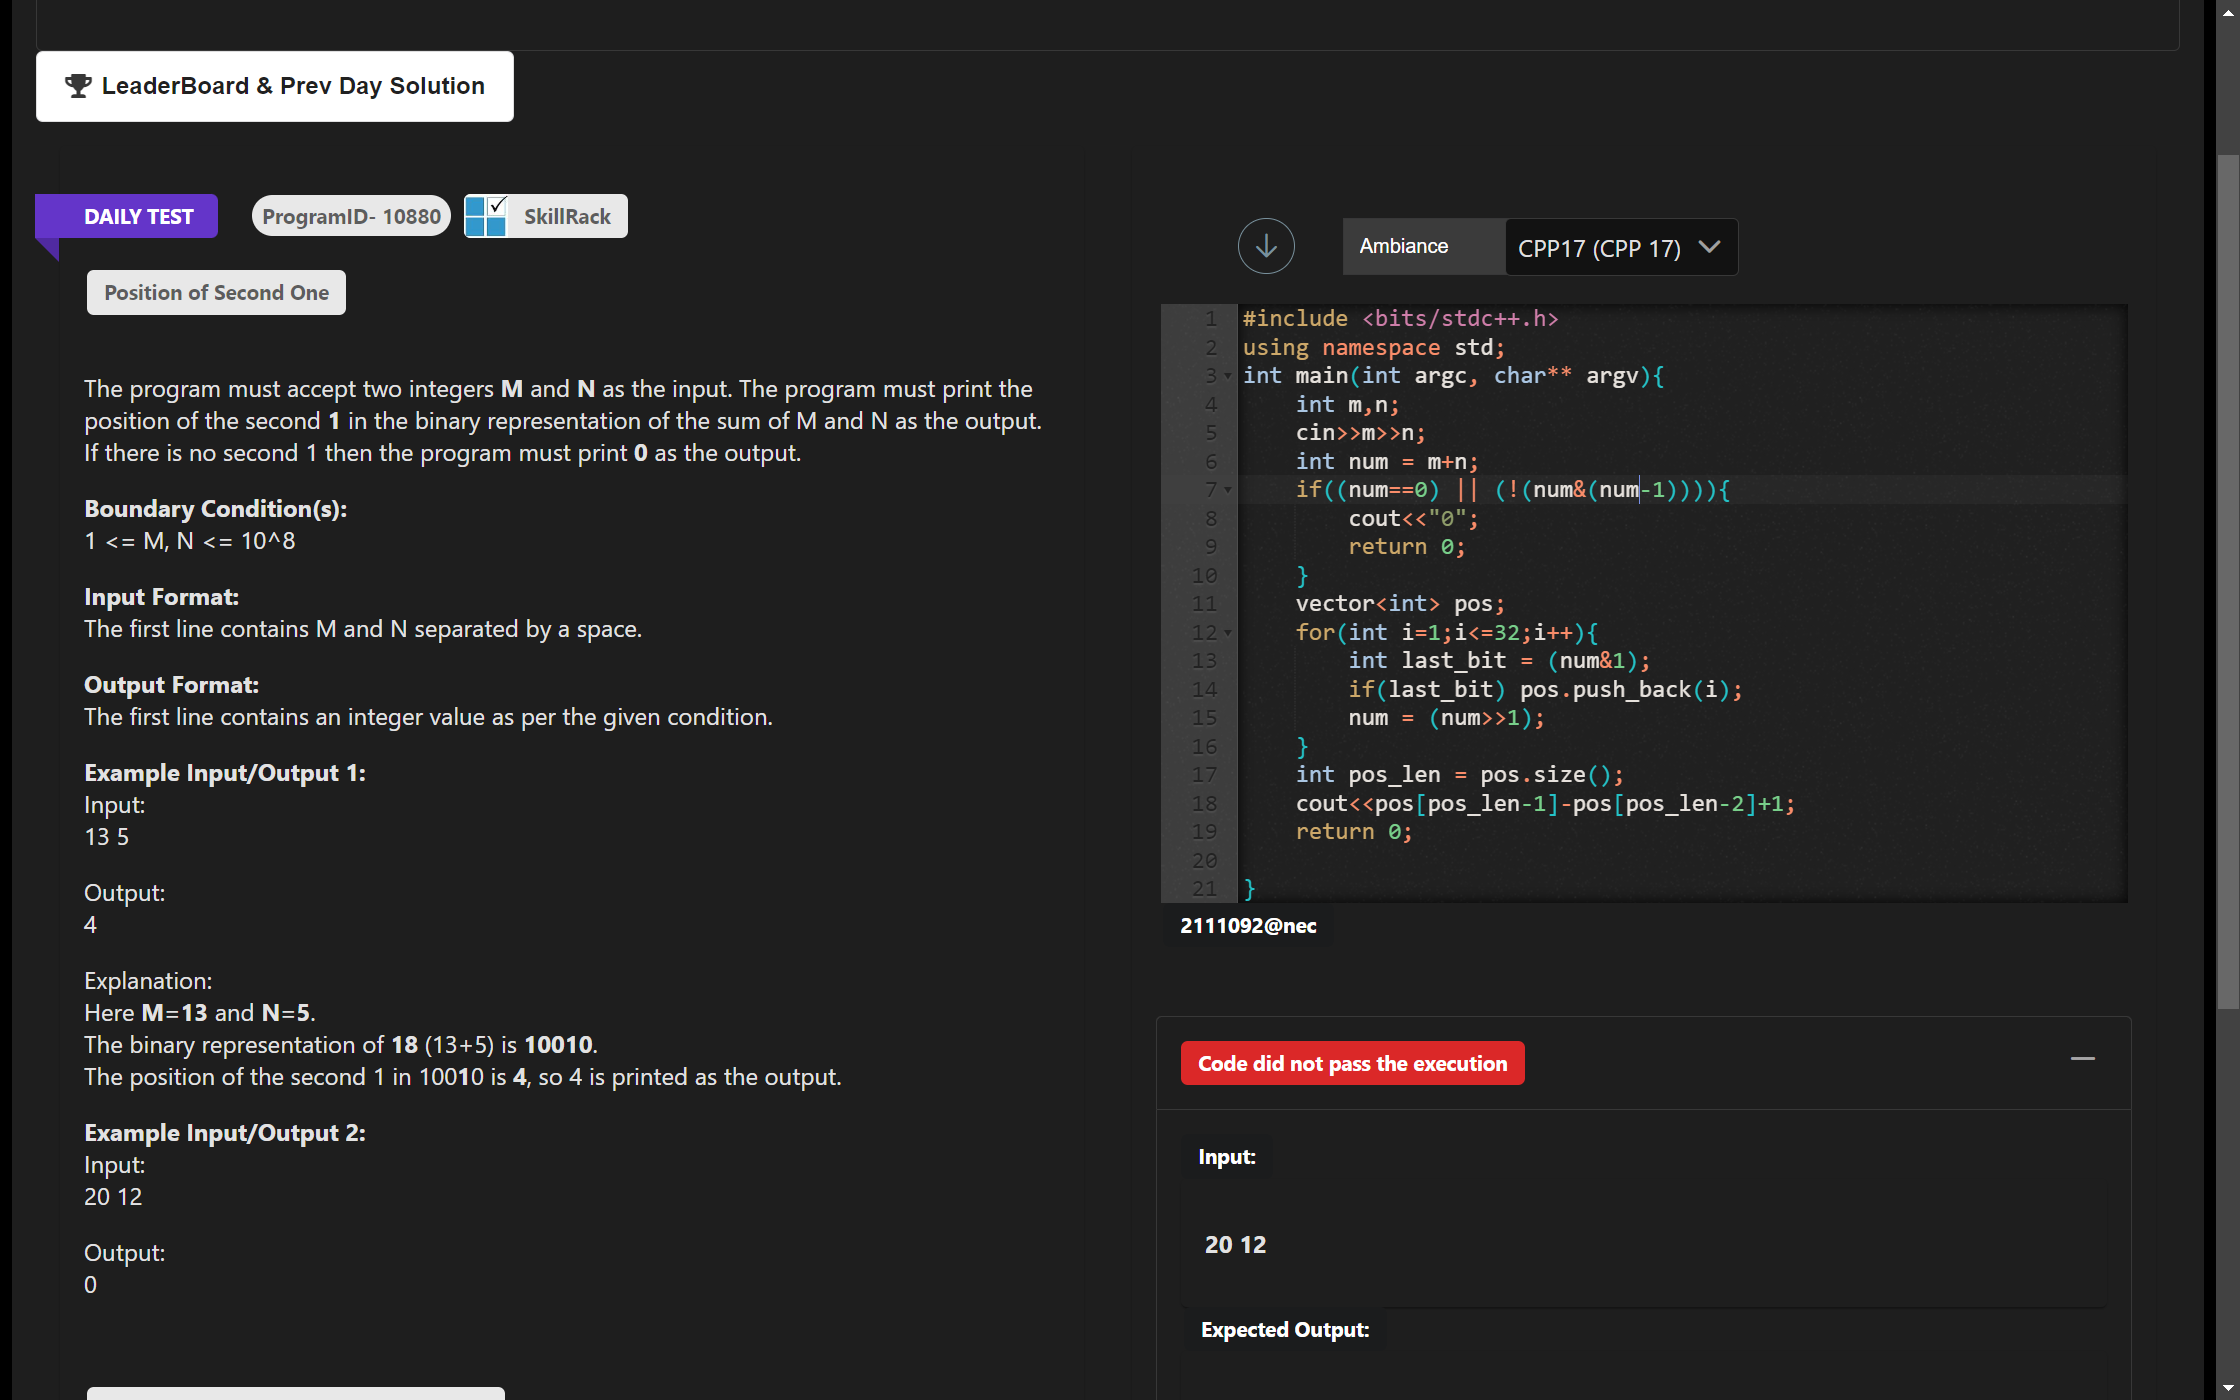 LeaderBoard & Prev Day Solution
DAILY TEST
ProgramID- 10880
SkillRack
Position of Second One
The program must accept two integers M and N as the input. The program must print the
position of the second 1 in the binary representation of the sum of M and N as the output.
If there is no second 1 then the program must print 0 as the output.
Boundary Condition(s):
1 <= M, N <= 10^8
Input Format:
The first line contains M and N separated by a space.
Output Format:
The first line contains an integer value as per the given condition.
Example Input/Output 1:
Input:
13 5
Output:
4
Explanation:
Here M=13 and N=5.
The binary representation of 18 (13+5) is 10010.
The position of the second 1 in 10010 is 4, so 4 is printed as the output.
Example Input/Output 2:
Input:
20 12
Output:
0
Ambiance
CPP17 (CPP 17)
1 #include <bits/stdc++.h>
2 using namespace std;
3 int main(int argc, char** argv){
4     int m,n;
5     cin>>m>>n;
6     int num = m+n;
7     if((num==0) || (!(num&(num-1)))){
8         cout<<"0";
9         return 0;
10     }
11     vector<int> pos;
12     for(int i=1;i<=32;i++){
13         int last_bit = (num&1);
14         if(last_bit) pos.push_back(i);
15         num = (num>>1);
16     }
17     int pos_len = pos.size();
18     cout<<pos[pos_len-1]-pos[pos_len-2]+1;
19     return 0;
20
21 }
2111092@nec
Code did not pass the execution
Input:
20 12
Expected Output: